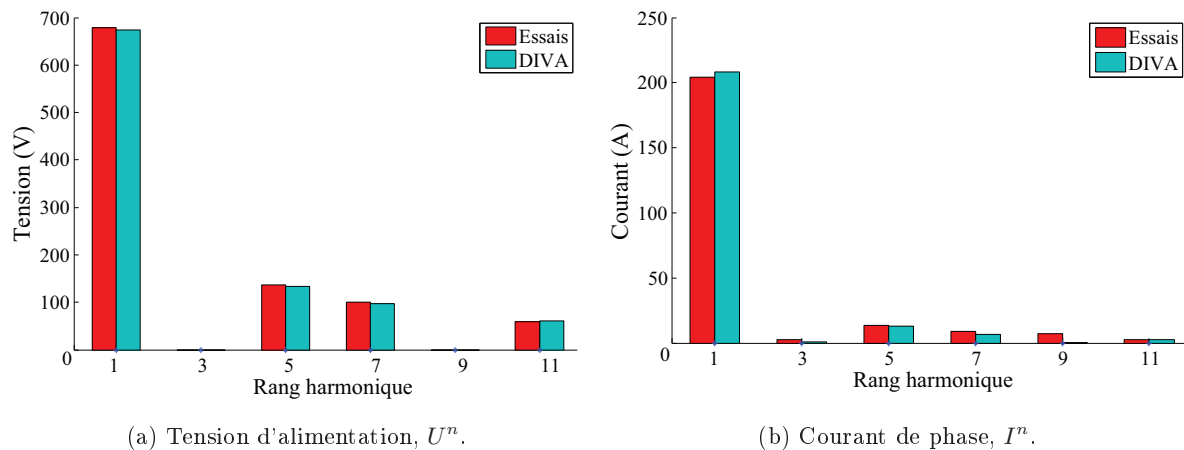 700
600
500
400
300
200
100
0
Tension (V)
1 3 5 7 9 11
Rang harmonique
Essais
DIVA
(a) Tension d'alimentation, Uⁿ.
250
200
150
100
50
0
Courant (A)
1 3 5 7 9 11
Rang harmonique
Essais
DIVA
(b) Courant de phase, Iⁿ.